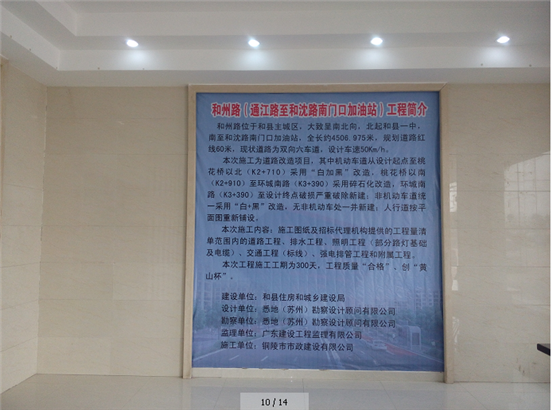 和州路（通江路至和沈路南门口加油站）工程简介
和州路位于和县主城区，大致呈南北向，北起和县一中，
南至和沈路南门口加油站，全长约4506.975米，规划道路红
线60米，现状道路为双向六车道，设计车速50Km/h。
本次施工为道路改造项目，其中机动车道从设计起点至桃
花桥以北（K2+710）采用“白加黑”改造，桃花桥以南
（K2+910）至环城南路（K3+390）采用碎石化改造，环城南
路（K3+390）至设计终点破损严重破除新建；非机动车道统
一采用“白+黑”改造，无非机动车处一并新建；人行道按平
面图重新铺设。
本次施工内容：施工图纸及招标代理机构提供的工程量清
单范围内的道路工程，排水工程，照明工程（部分路灯基础
及电缆）、交通工程（标线）、强电排管工程和附属工程。
本次工程施工工期为300天，工程质量“合格”，创“黄
山杯”。
建设单位：和县住房和城乡建设局
设计单位：悉地（苏州）勘察设计顾问有限公司
勘察单位：悉地（苏州）勘察设计顾问有限公司
监理单位：广东建设工程监理有限公司
施工单位：铜陵市市政建设有限公司
10 / 14